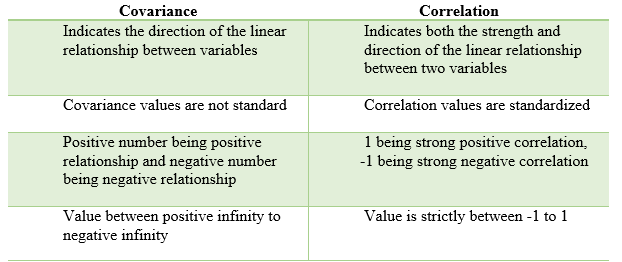 Covariance
Correlation
Indicates the direction of the linear
relationship between variables
Indicates both the strength and
direction of the linear relationship
between two variables
Covariance values are not standard
Correlation values are standardized
Positive number being positive
relationship and negative number
being negative relationship
1 being strong positive correlation,
-1 being strong negative correlation
Value between positive infinity to
negative infinity
Value is strictly between -1 to 1